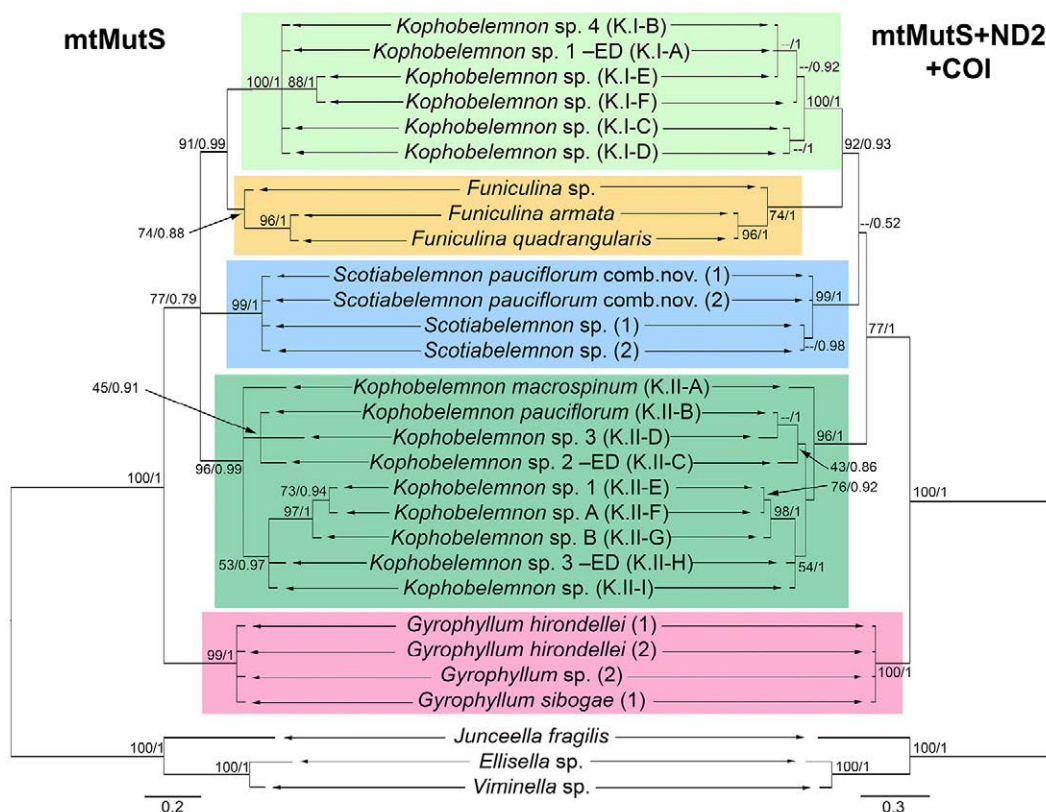 mtMutS
mtMutS+ND2
+COI
Kophobelemnon sp. 4 (K.I-B)
Kophobelemnon sp. 1 –ED (K.I-A)
Kophobelemnon sp. (K.I-E)
Kophobelemnon sp. (K.I-F)
Kophobelemnon sp. (K.I-C)
Kophobelemnon sp. (K.I-D)
100/1
88/1
--/1
--/0.92
100/1
--/1
91/0.99
92/0.93
Funiculina sp.
Funiculina armata
Funiculina quadrangularis
74/0.88
96/1
74/1
96/1
--/0.52
Scotiabelemnon pauciflorum comb.nov. (1)
Scotiabelemnon pauciflorum comb.nov. (2)
Scotiabelemnon sp. (1)
Scotiabelemnon sp. (2)
77/0.79
99/1
99/1
--/0.98
77/1
Kophobelemnon macrospinum (K.II-A)
Kophobelemnon pauciflorum (K.II-B)
Kophobelemnon sp. 3 (K.II-D)
Kophobelemnon sp. 2 –ED (K.II-C)
Kophobelemnon sp. 1 (K.II-E)
Kophobelemnon sp. A (K.II-F)
Kophobelemnon sp. B (K.II-G)
Kophobelemnon sp. 3 –ED (K.II-H)
Kophobelemnon sp. (K.II-I)
45/0.91
96/0.99
73/0.94
97/1
53/0.97
--/1
96/1
43/0.86
76/0.92
98/1
54/1
100/1
100/1
Gyrophyllum hirondellei (1)
Gyrophyllum hirondellei (2)
Gyrophyllum sp. (2)
Gyrophyllum sibogae (1)
99/1
100/1
Junceella fragilis
Ellisella sp.
Viminella sp.
100/1
100/1
100/1
100/1
0.2
0.3